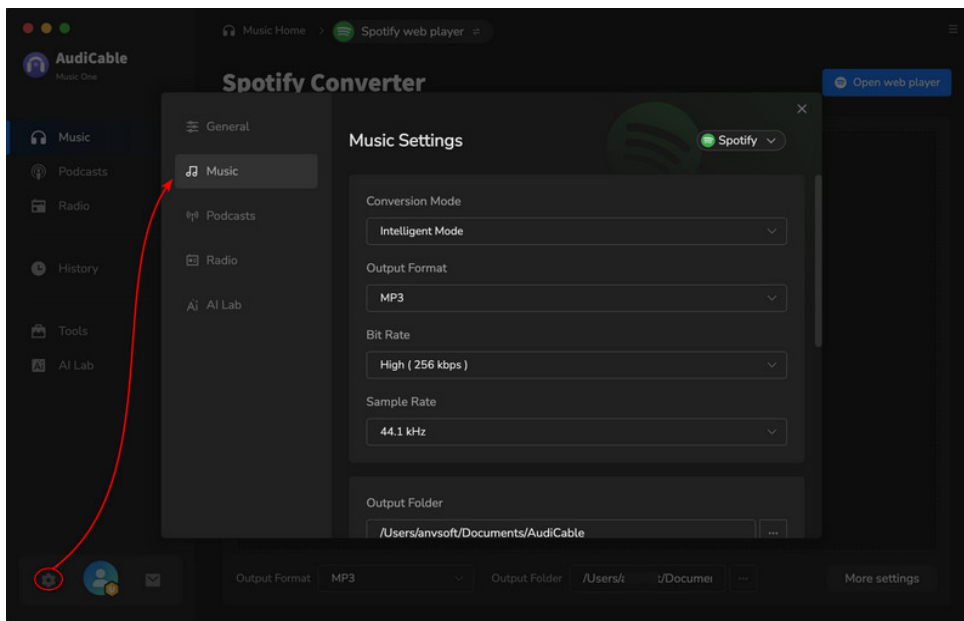 Music Home > Spotify web player
AudiCable
Music One
Spotify Converter
Open web player
Music
Podcasts
Radio
History
Tools
AI Lab
General
Music
Podcasts
Radio
AI Lab
Music Settings
Spotify
Conversion Mode
Intelligent Mode
Output Format
MP3
Bit Rate
High ( 256 kbps )
Sample Rate
44.1 kHz
Output Folder
/Users/anvsoft/Documents/AudiCable
...
Output Format MP3 Output Folder /Users/ :/Documei ... More settings